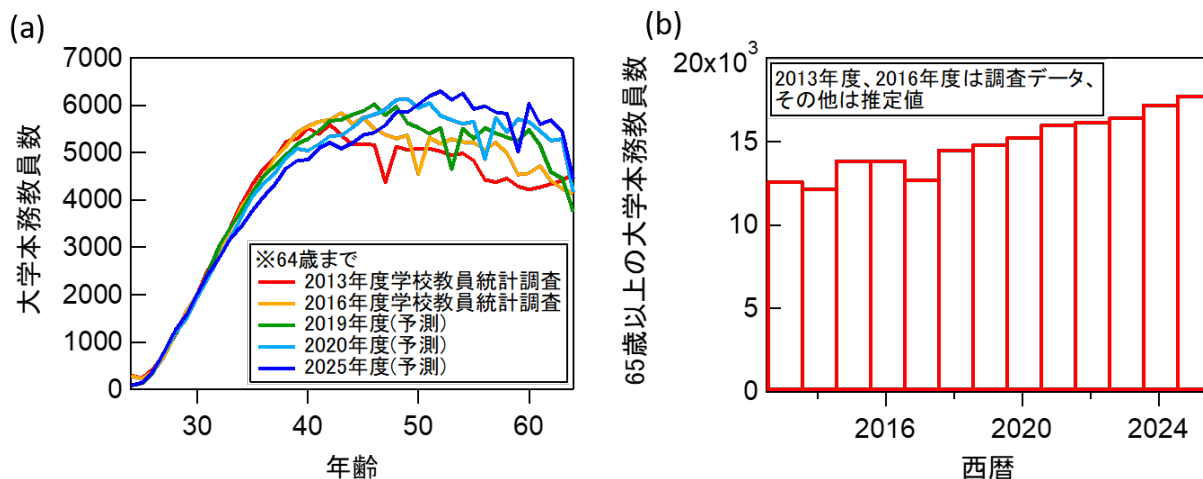 (a)
大学本務教員数
7000
6000
5000
4000
3000
2000
1000
0
※64歳まで
2013年度学校教員統計調査
2016年度学校教員統計調査
2019年度(予測)
2020年度(予測)
2025年度(予測)
30
40
50
60
年齢
(b)
65歳以上の大学本務教員数
20x10³
15
10
5
0
2013年度、2016年度は調査データ、
その他は推定値
2016
2020
2024
西暦